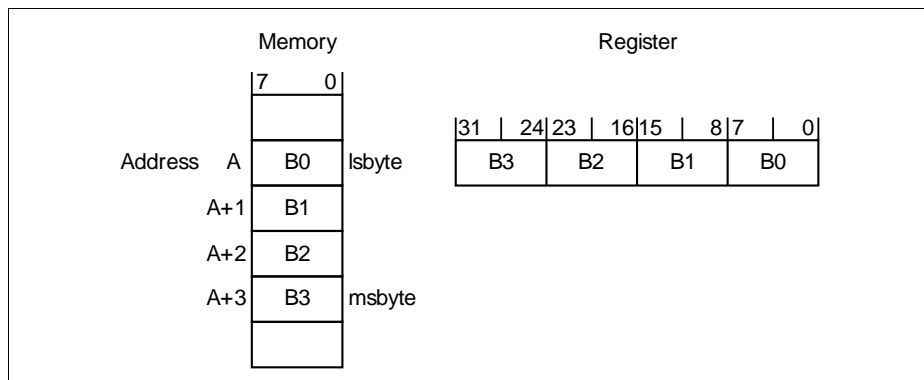 Memory
Register
7 0
31 24 23 16 15 8 7 0
Address A B0 lsbyte
B3 B2 B1 B0
A+1 B1
A+2 B2
A+3 B3 msbyte